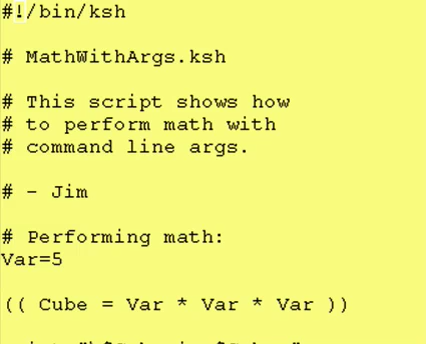 #!/bin/ksh
# MathWithArgs.ksh
# This script shows how
# to perform math with
# command line args.
# - Jim
# Performing math:
Var=5
(( Cube = Var * Var * Var ))